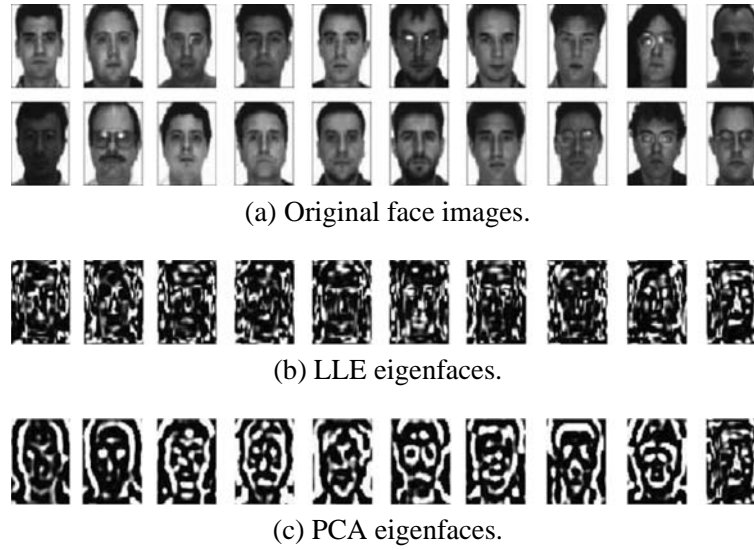 (a) Original face images.
(b) LLE eigenfaces.
(c) PCA eigenfaces.